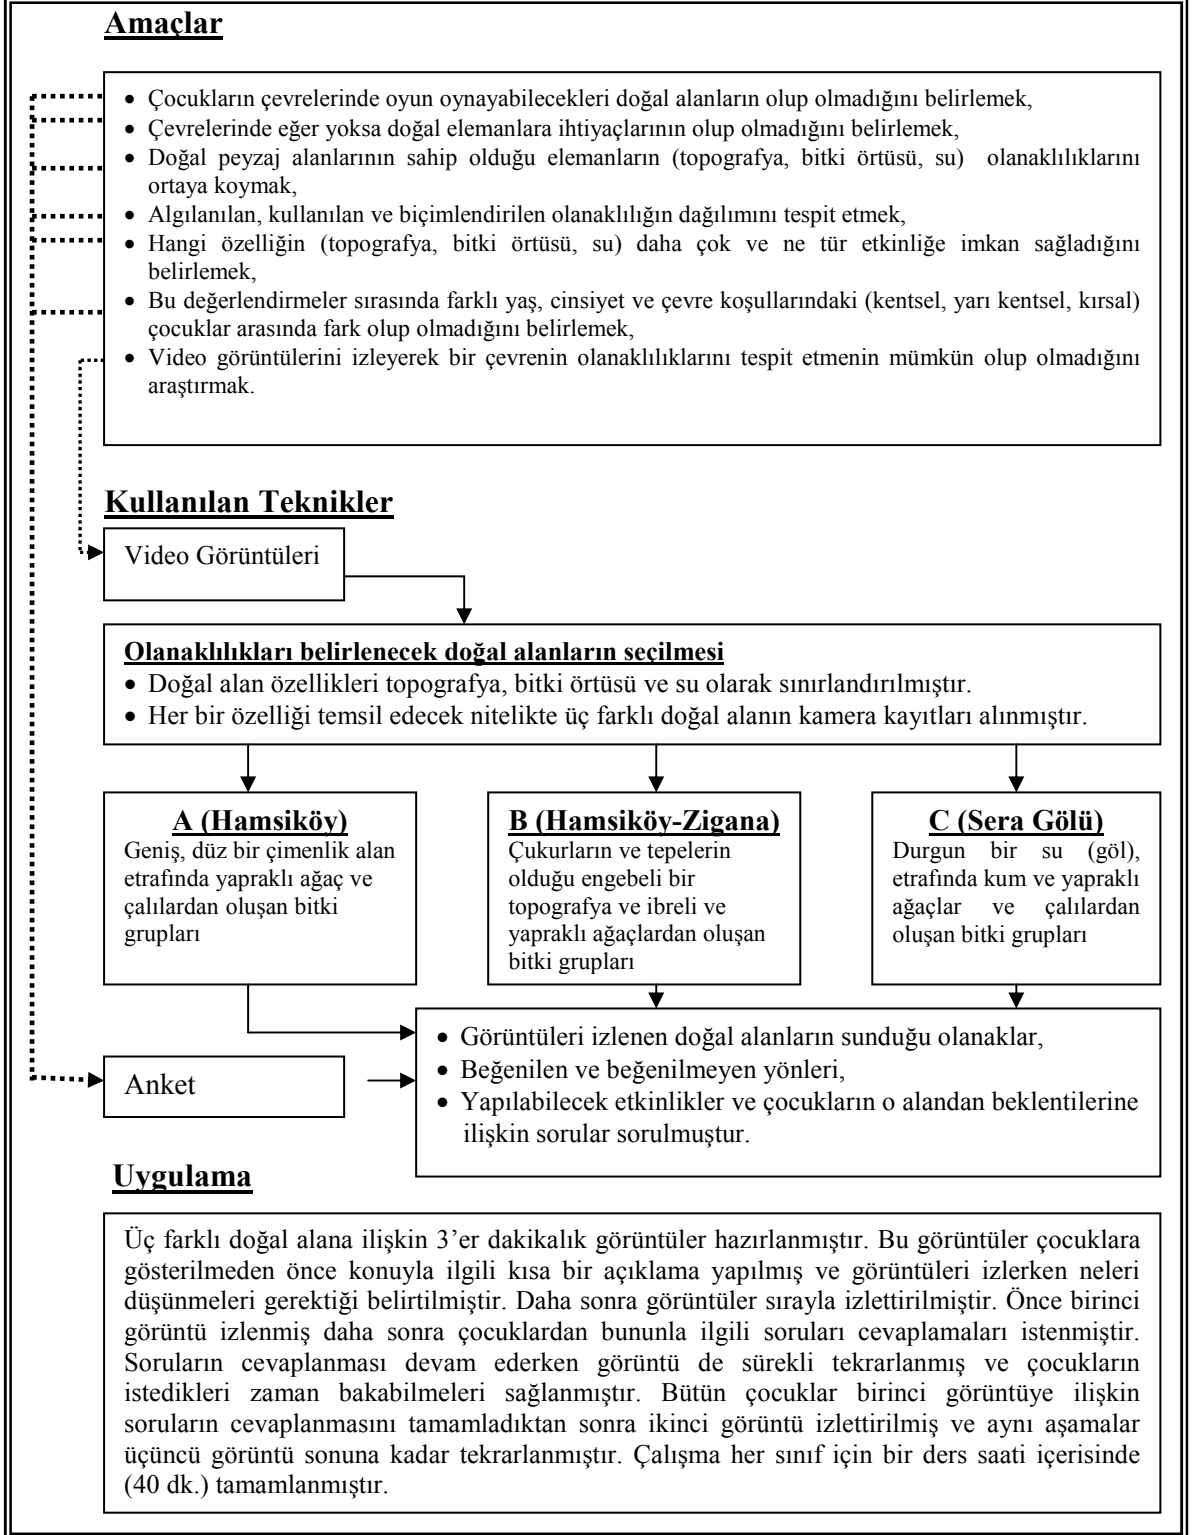 Amaçlar
• Çocukların çevrelerinde oyun oynayabilecekleri doğal alanların olup olmadığını belirlemek,
• Çevrelerinde eğer yoksa doğal elemanlara ihtiyaçlarının olup olmadığını belirlemek,
• Doğal peyzaj alanlarının sahip olduğu elemanların (topografya, bitki örtüsü, su) olanaklılıklarını
ortaya koymak,
• Algılanılan, kullanılan ve biçimlendirilen olanaklılığın dağılımını tespit etmek,
• Hangi özelliğin (topografya, bitki örtüsü, su) daha çok ve ne tür etkinliğe imkan sağladığını
belirlemek,
• Bu değerlendirmeler sırasında farklı yaş, cinsiyet ve çevre koşullarındaki (kentsel, yarı kentsel, kırsal)
çocuklar arasında fark olup olmadığını belirlemek,
• Video görüntülerini izleyerek bir çevrenin olanaklılıklarını tespit etmenin mümkün olup olmadığını
araştırmak.
Kullanılan Teknikler
Video Görüntüleri
Olanaklılıkları belirlenecek doğal alanların seçilmesi
• Doğal alan özellikleri topografya, bitki örtüsü ve su olarak sınırlandırılmıştır.
• Her bir özelliği temsil edecek nitelikte üç farklı doğal alanın kamera kayıtları alınmıştır.
A (Hamsiköy)
Geniş, düz bir çimenlik alan
etrafında yapraklı ağaç ve
çalılardan oluşan bitki
grupları
B (Hamsiköy-Zigana)
Çukurların ve tepelerin
olduğu engebeli bir
topografya ve ibreli ve
yapraklı ağaçlardan oluşan
bitki grupları
C (Sera Gölü)
Durgun bir su (göl),
etrafında kum ve yapraklı
ağaçlar ve çalılardan
oluşan bitki grupları
Anket
• Görüntüleri izlenen doğal alanların sunduğu olanaklar,
• Beğenilen ve beğenilmeyen yönleri,
• Yapılabilecek etkinlikler ve çocukların o alandan beklentilerine
ilişkin sorular sorulmuştur.
Uygulama
Üç farklı doğal alana ilişkin 3’er dakikalık görüntüler hazırlanmıştır. Bu görüntüler çocuklara
gösterilmeden önce konuyla ilgili kısa bir açıklama yapılmış ve görüntüleri izlerken neleri
düşünmeleri gerektiği belirtilmiştir. Daha sonra görüntüler sırayla izlettirilmiştir. Önce birinci
görüntü izlenmiş daha sonra çocuklardan bununla ilgili soruları cevaplamaları istenmiştir.
Soruların cevaplanması devam ederken görüntü de sürekli tekrarlanmış ve çocukların
istedikleri zaman bakabilmeleri sağlanmıştır. Bütün çocuklar birinci görüntüye ilişkin
soruların cevaplanmasını tamamladıktan sonra ikinci görüntü izlettirilmiş ve aynı aşamalar
üçüncü görüntü sonuna kadar tekrarlanmıştır. Çalışma her sınıf için bir ders saati içerisinde
(40 dk.) tamamlanmıştır.